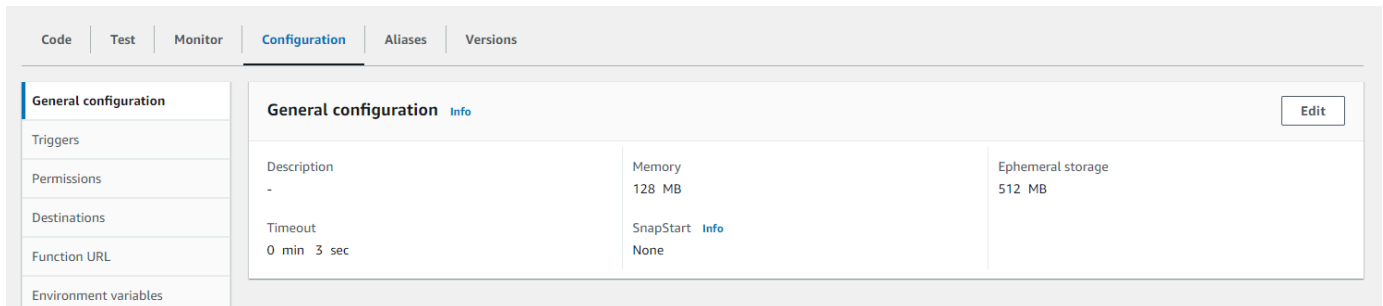 Code Test Monitor Configuration Aliases Versions
General configuration
Triggers
Permissions
Destinations
Function URL
Environment variables
General configuration Info
Edit
Description
-
Timeout
0 min 3 sec
Memory
128 MB
SnapStart Info
None
Ephemeral storage
512 MB